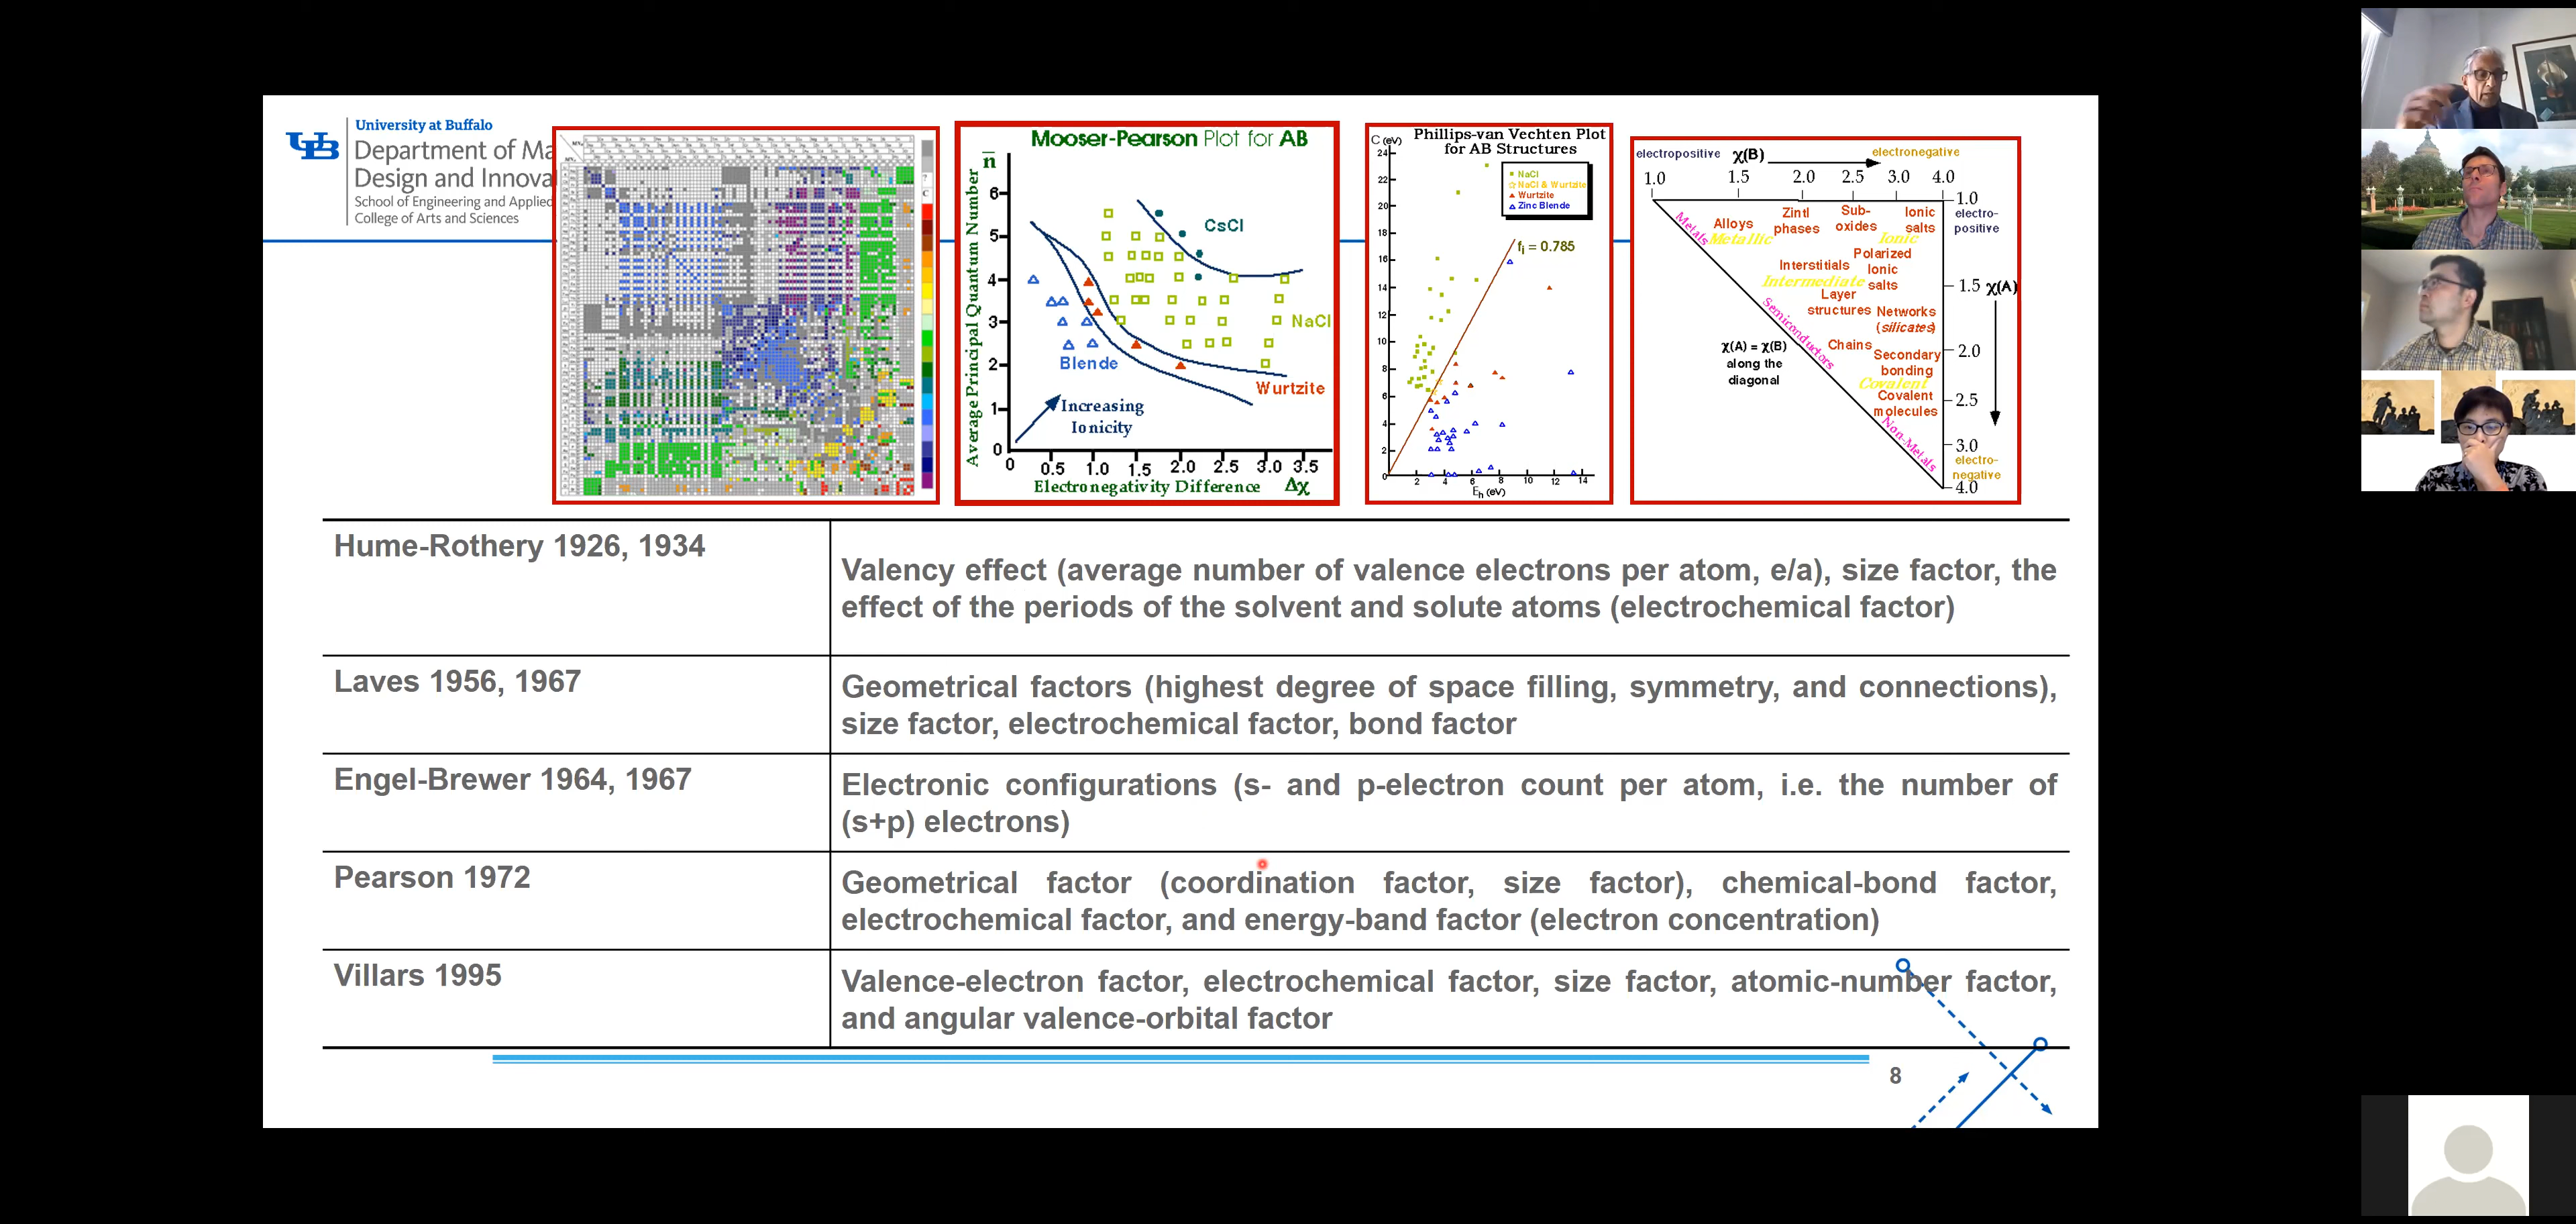 UB
University at Buffalo
Department of Ma
Design and Innova
School of Engineering and Applied
College of Arts and Sciences
Mooser-Pearson Plot for AB
n
Average Principal Quantum Number
6
5
4
3
2
1
0
CsCl
NaCl
Blende
Wurtzite
Increasing
Ionicity
0 0.5 1.0 1.5 2.0 2.5 3.0 3.5
Electronegativity Difference Δχ
Phillips-van Vechten Plot
for AB Structures
C (eV)
24
22
20
18
16
14
12
10
8
6
4
2
0
NaCl
NaCl & Wurtzite
Wurtzite
Zinc Blende
fi = 0.785
2 4 6 8 10 12 14
Eh (eV)
electropositive χ(B) electronegative
1.0 1.5 2.0 2.5 3.0 4.0
1.0
electro-
positive
1.5 χ(A)
2.0
2.5
3.0
electro-
negative
4.0
Metals
Alloys
Metallic
Zintl
phases
Sub-
oxides
Ionic
salts
Ionic
Interstitials
Polarized
Ionic
salts
Intermediate
Layer
structures
Networks
(silicates)
Semiconductors
Chains
Secondary
bonding
Covalent
Covalent
molecules
Non-Metals
χ(A) = χ(B)
along the
diagonal
Hume-Rothery 1926, 1934
Valency effect (average number of valence electrons per atom, e/a), size factor, the
effect of the periods of the solvent and solute atoms (electrochemical factor)
Laves 1956, 1967
Geometrical factors (highest degree of space filling, symmetry, and connections),
size factor, electrochemical factor, bond factor
Engel-Brewer 1964, 1967
Electronic configurations (s- and p-electron count per atom, i.e. the number of
(s+p) electrons)
Pearson 1972
Geometrical factor (coordination factor, size factor), chemical-bond factor,
electrochemical factor, and energy-band factor (electron concentration)
Villars 1995
Valence-electron factor, electrochemical factor, size factor, atomic-number factor,
and angular valence-orbital factor
8